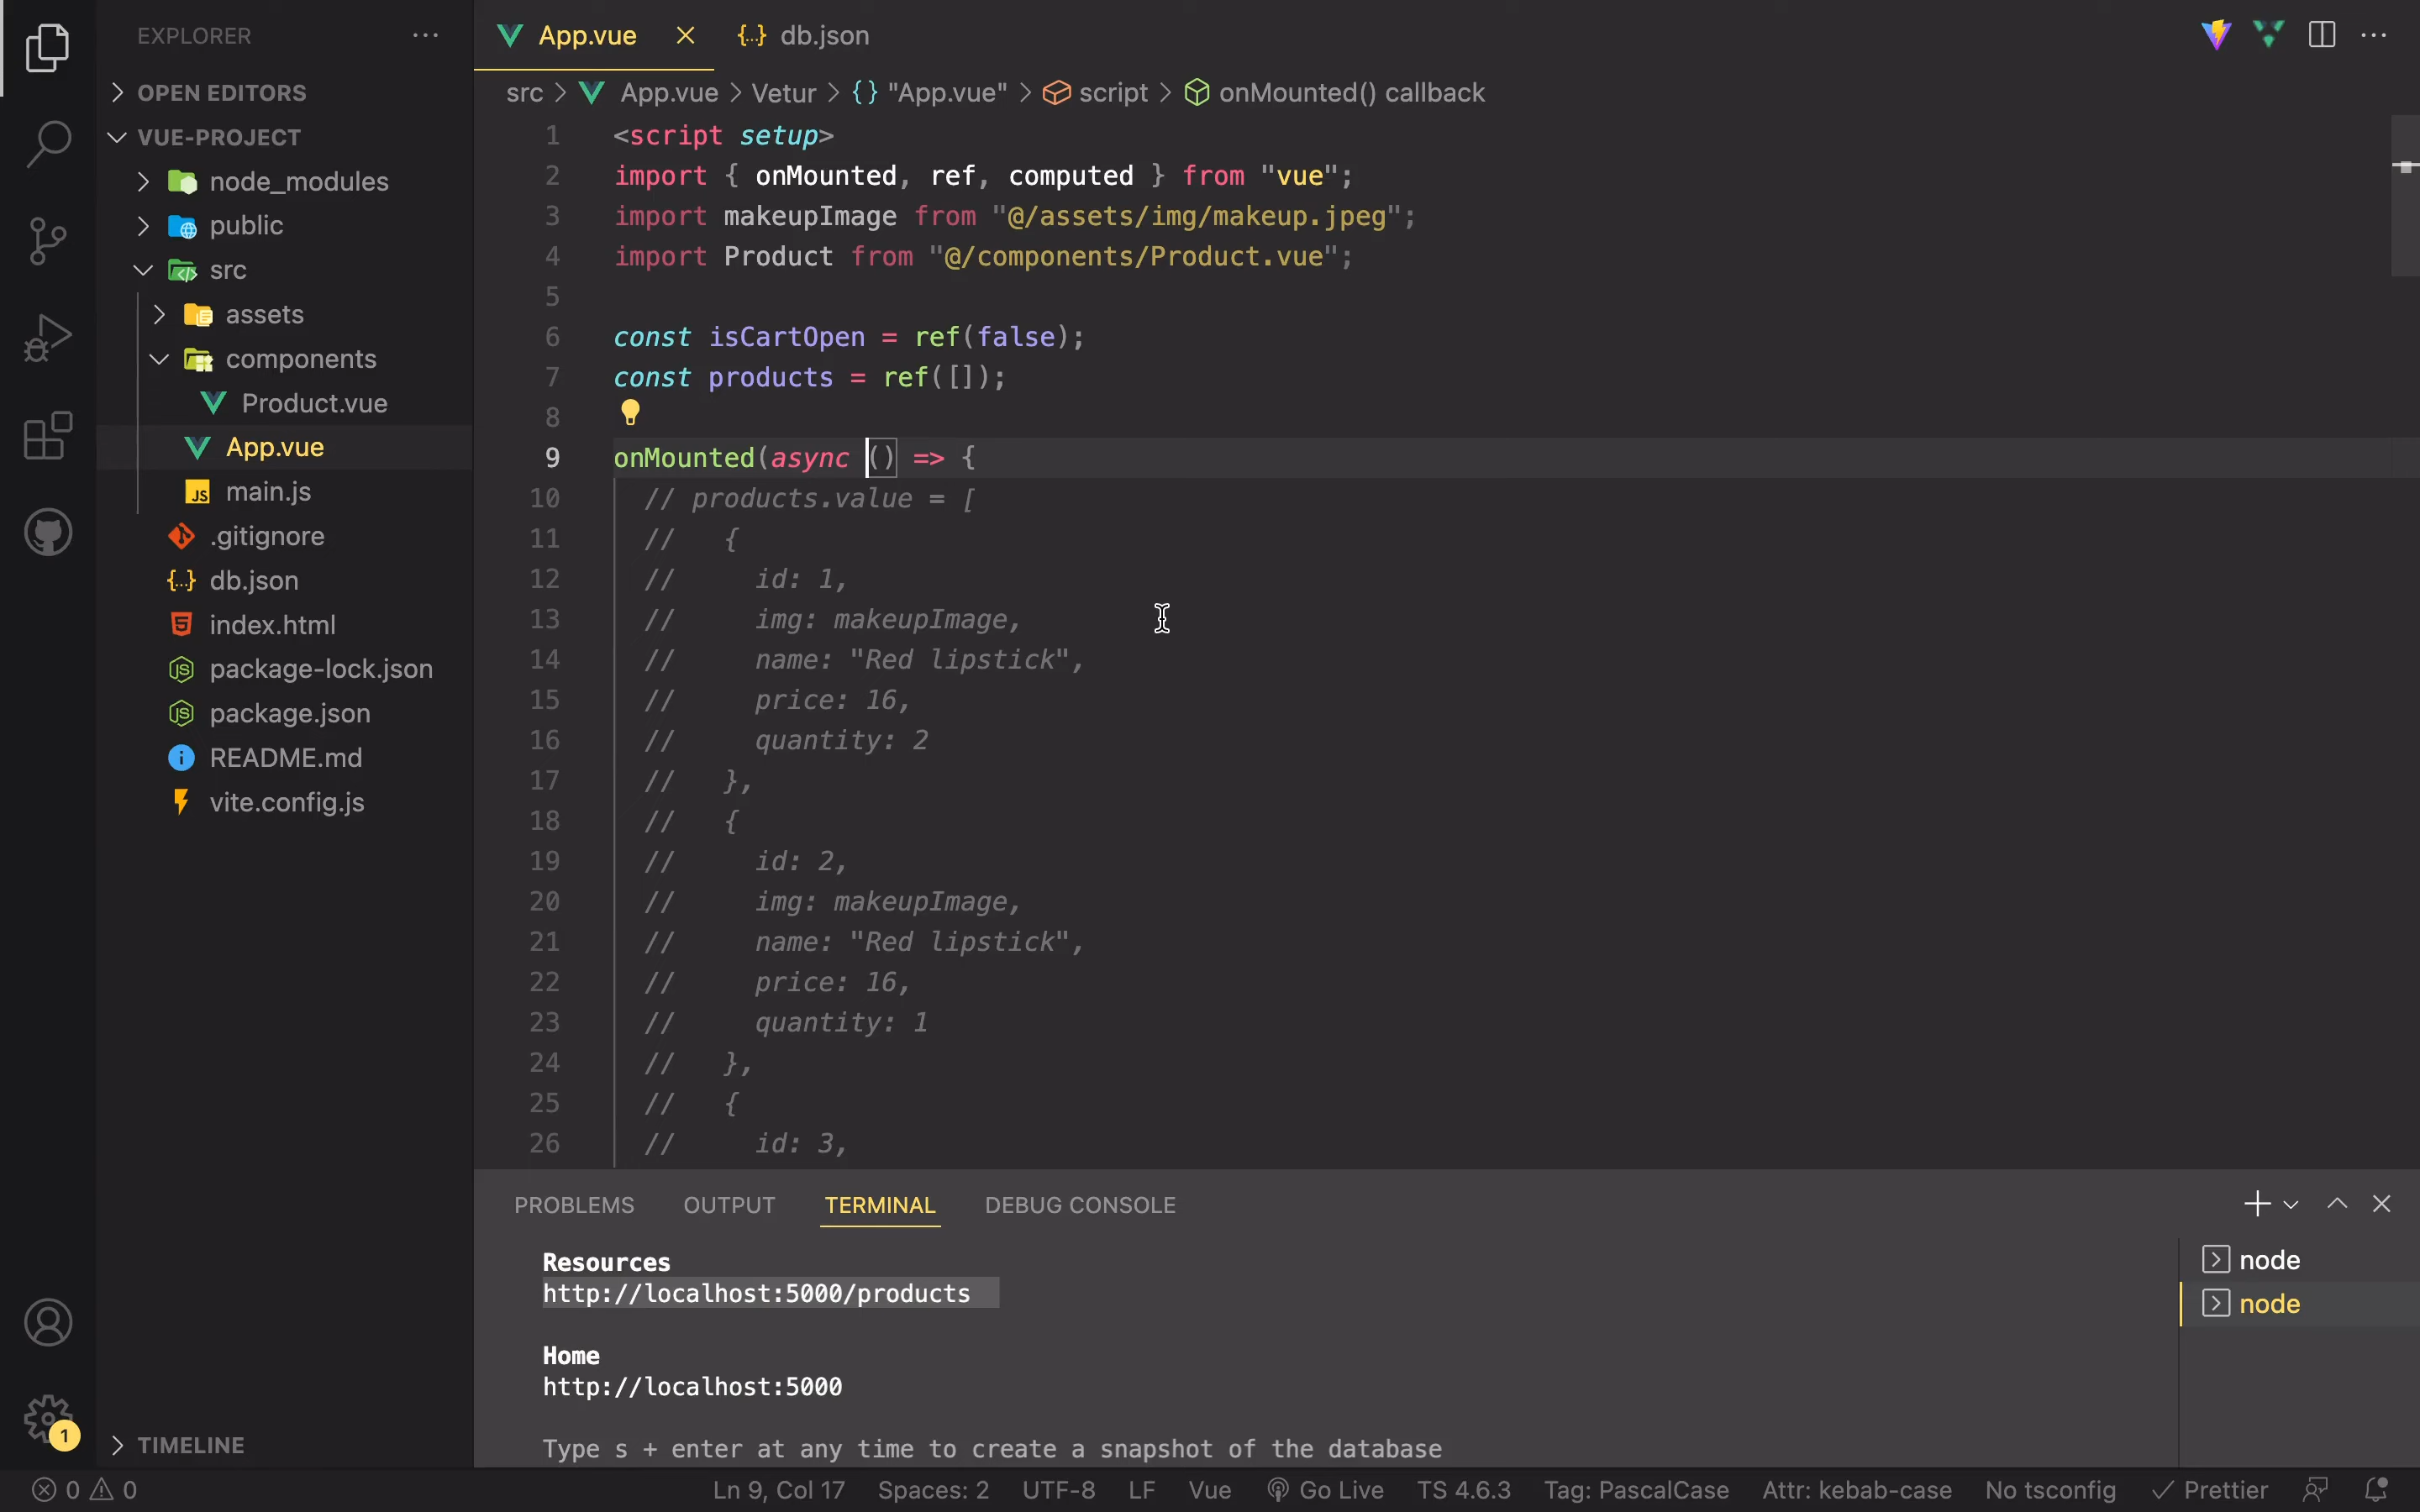 EXPLORER
OPEN EDITORS
VUE-PROJECT
node_modules
public
src
assets
components
Product.vue
App.vue
main.js
.gitignore
db.json
index.html
package-lock.json
package.json
README.md
vite.config.js
TIMELINE
1
App.vue
{...} db.json
src > App.vue > Vetur > {} "App.vue" > script > onMounted() callback
1 <script setup>
2 import { onMounted, ref, computed } from "vue";
3 import makeupImage from "@/assets/img/makeup.jpeg";
4 import Product from "@/components/Product.vue";
5
6 const isCartOpen = ref(false);
7 const products = ref([]);
8
9 onMounted(async () => {
10 // products.value = [
11 // {
12 // id: 1,
13 // img: makeupImage,
14 // name: "Red lipstick",
15 // price: 16,
16 // quantity: 2
17 // },
18 // {
19 // id: 2,
20 // img: makeupImage,
21 // name: "Red lipstick",
22 // price: 16,
23 // quantity: 1
24 // },
25 // {
26 // id: 3,
PROBLEMS OUTPUT TERMINAL DEBUG CONSOLE
Resources
http://localhost:5000/products
Home
http://localhost:5000
Type s + enter at any time to create a snapshot of the database
node
node
0 0 Ln 9, Col 17 Spaces: 2 UTF-8 LF Vue Go Live TS 4.6.3 Tag: PascalCase Attr: kebab-case No tsconfig Prettier